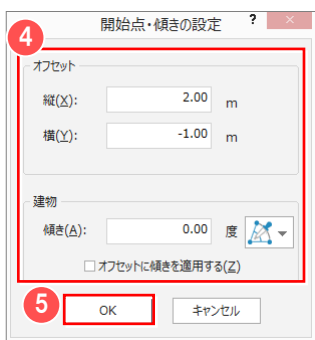 4
開始点・傾きの設定 ? ×
オフセット
縦(X): 2.00 m
横(Y): -1.00 m
建物
傾き(A): 0.00 度
オフセットに傾きを適用する(Z)
5
OK キャンセル